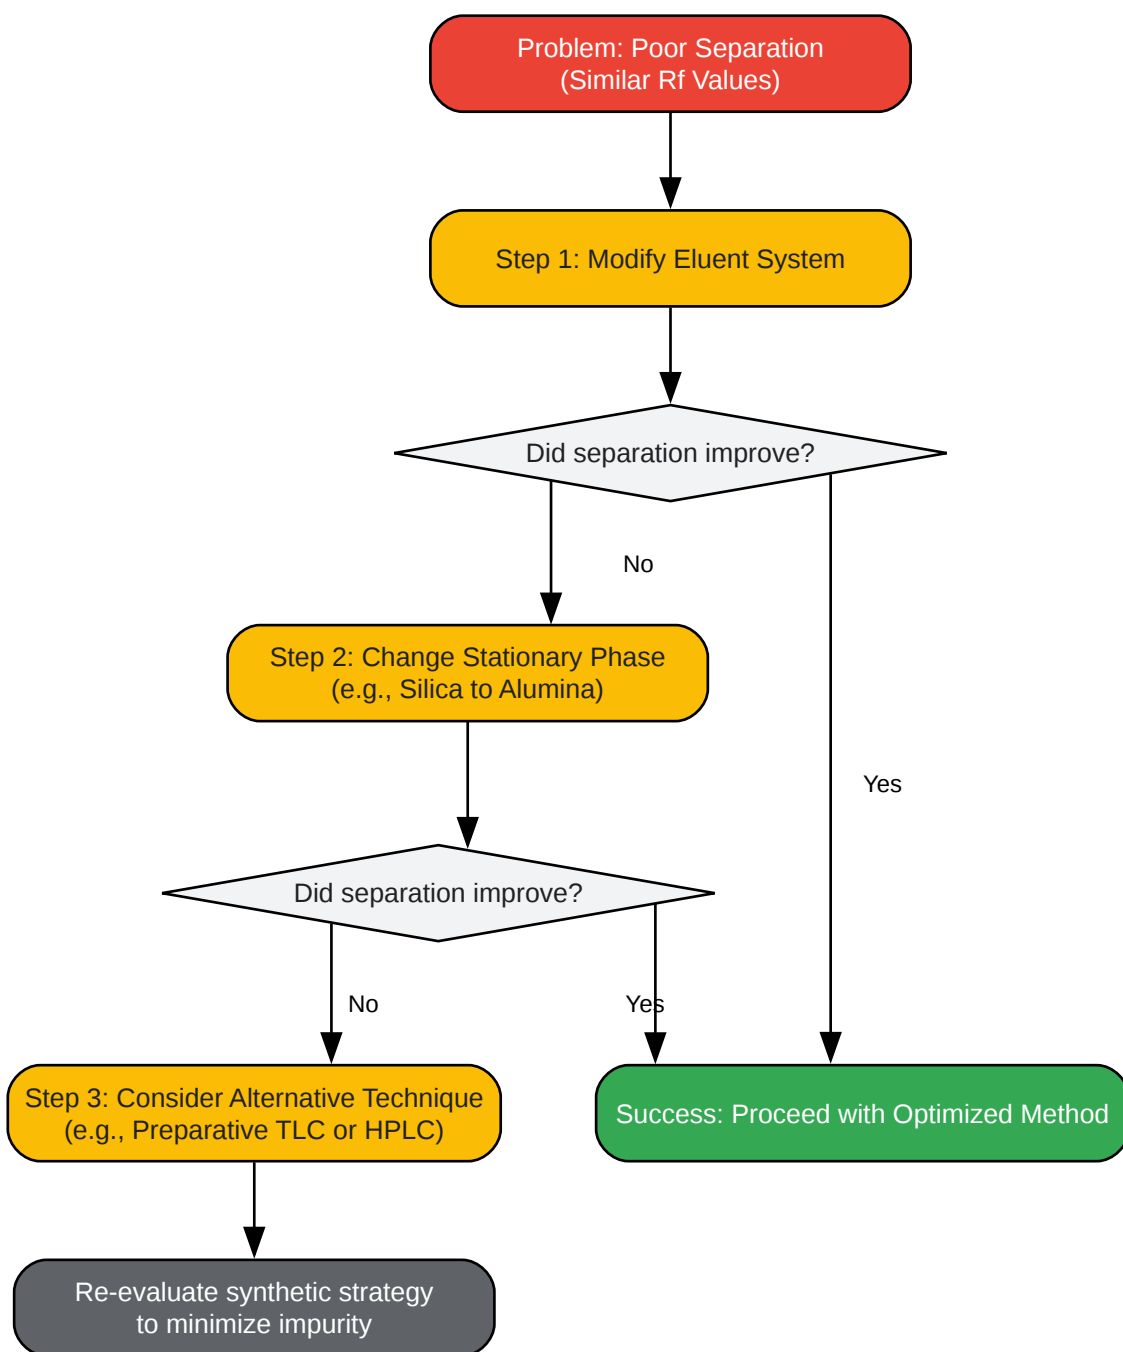 Problem: Poor Separation
(Similar Rf Values)
Step 1: Modify Eluent System
Did separation improve?
No
Step 2: Change Stationary Phase
(e.g., Silica to Alumina)
Yes
Did separation improve?
No
Yes
Step 3: Consider Alternative Technique
(e.g., Preparative TLC or HPLC)
Success: Proceed with Optimized Method
Re-evaluate synthetic strategy
to minimize impurity